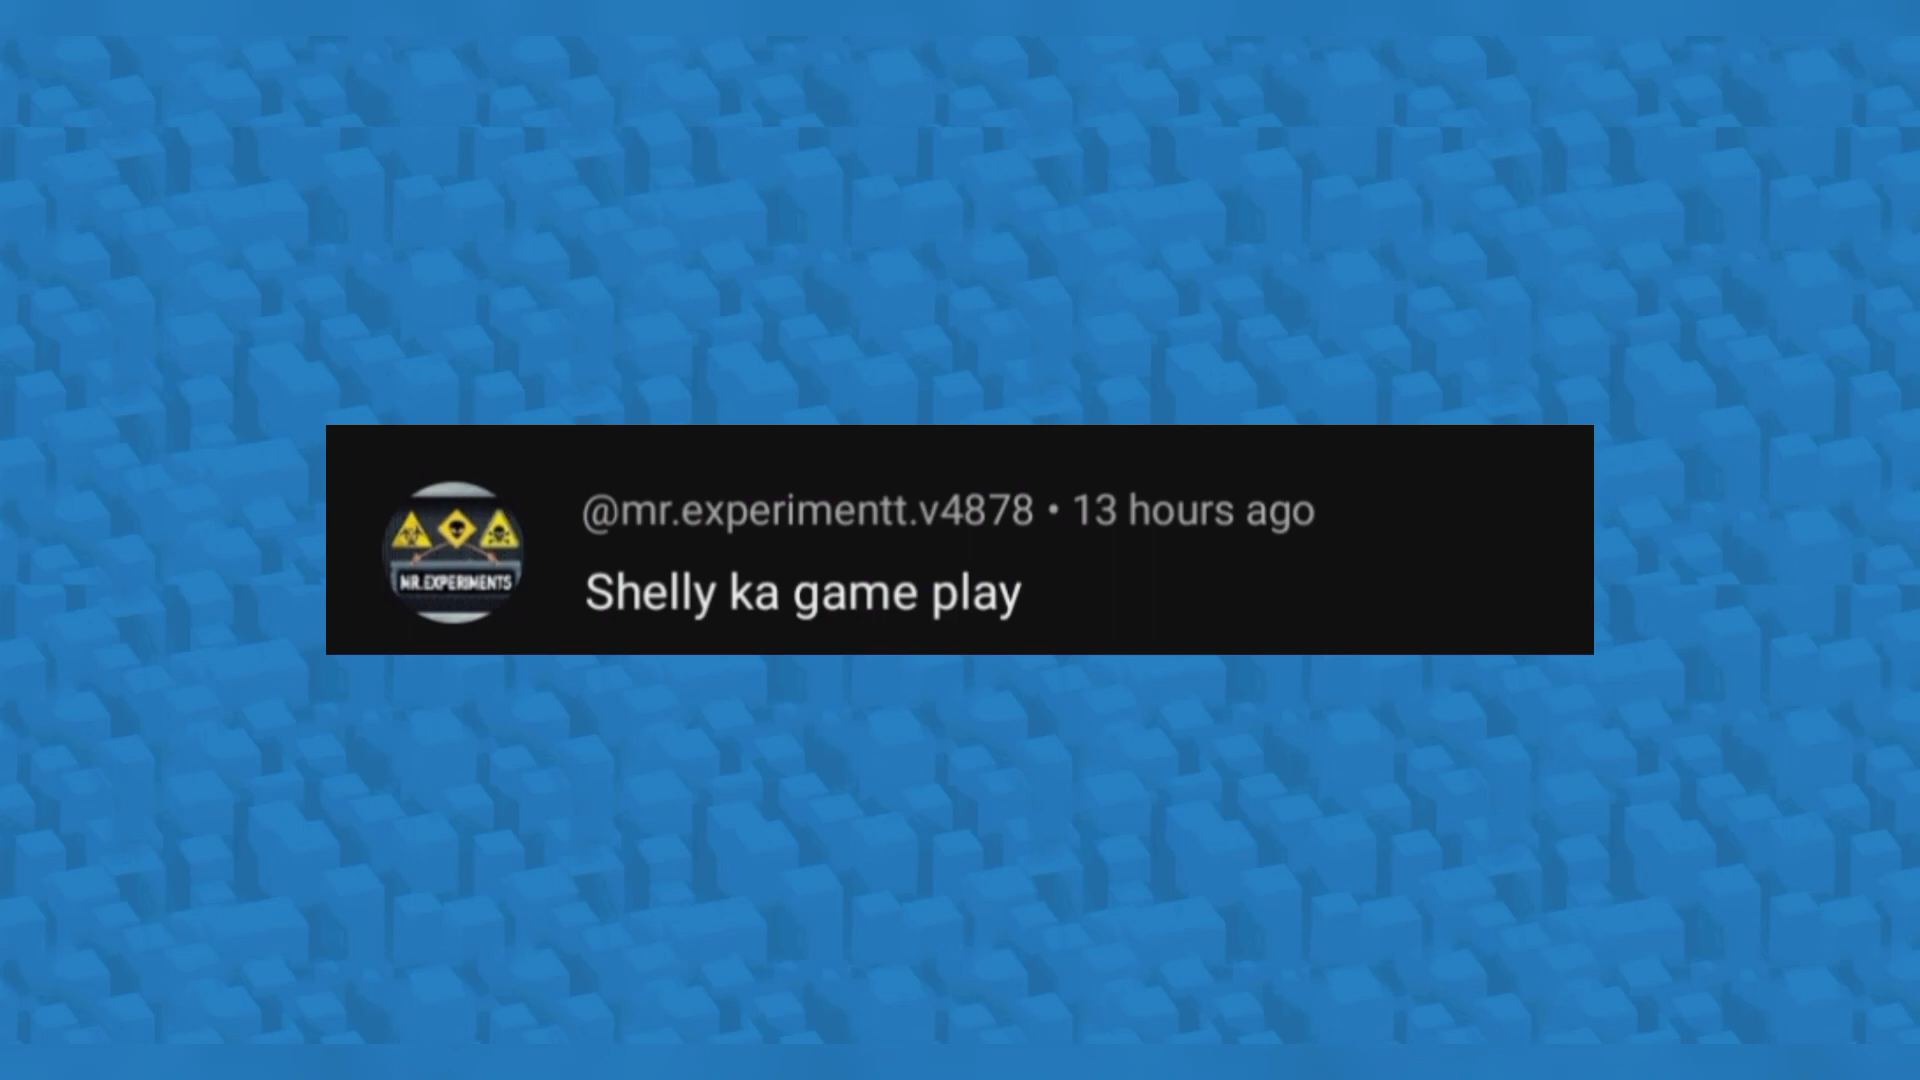 @mr.experimentt.v4878 • 13 hours ago
MR.EXPERIMENTS
Shelly ka game play